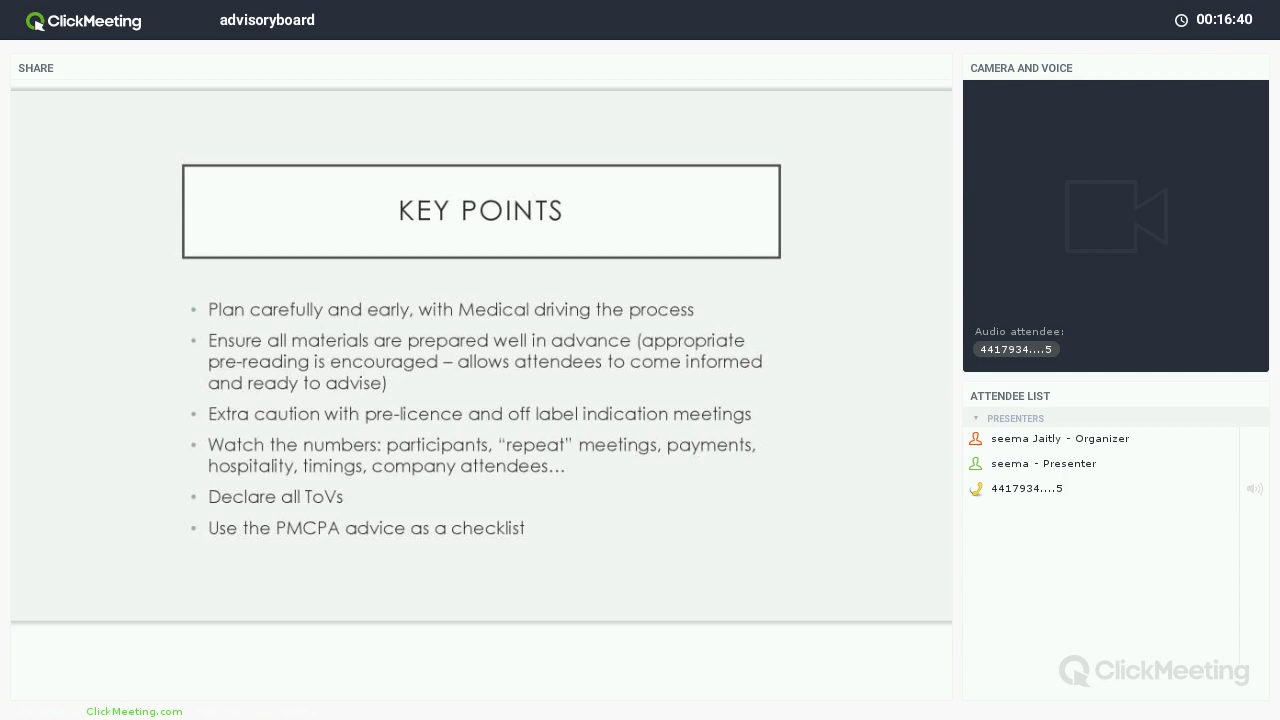 ClickMeeting
advisoryboard
00:16:40
SHARE
KEY POINTS
• Plan carefully and early, with Medical driving the process
• Ensure all materials are prepared well in advance (appropriate
pre-reading is encouraged – allows attendees to come informed
and ready to advise)
• Extra caution with pre-licence and off label indication meetings
• Watch the numbers: participants, “repeat” meetings, payments,
hospitality, timings, company attendees…
• Declare all ToVs
• Use the PMCPA advice as a checklist
CAMERA AND VOICE
Audio attendee:
4417934....5
ATTENDEE LIST
PRESENTERS
seema Jaitly - Organizer
seema - Presenter
4417934....5
ClickMeeting
ClickMeeting.com